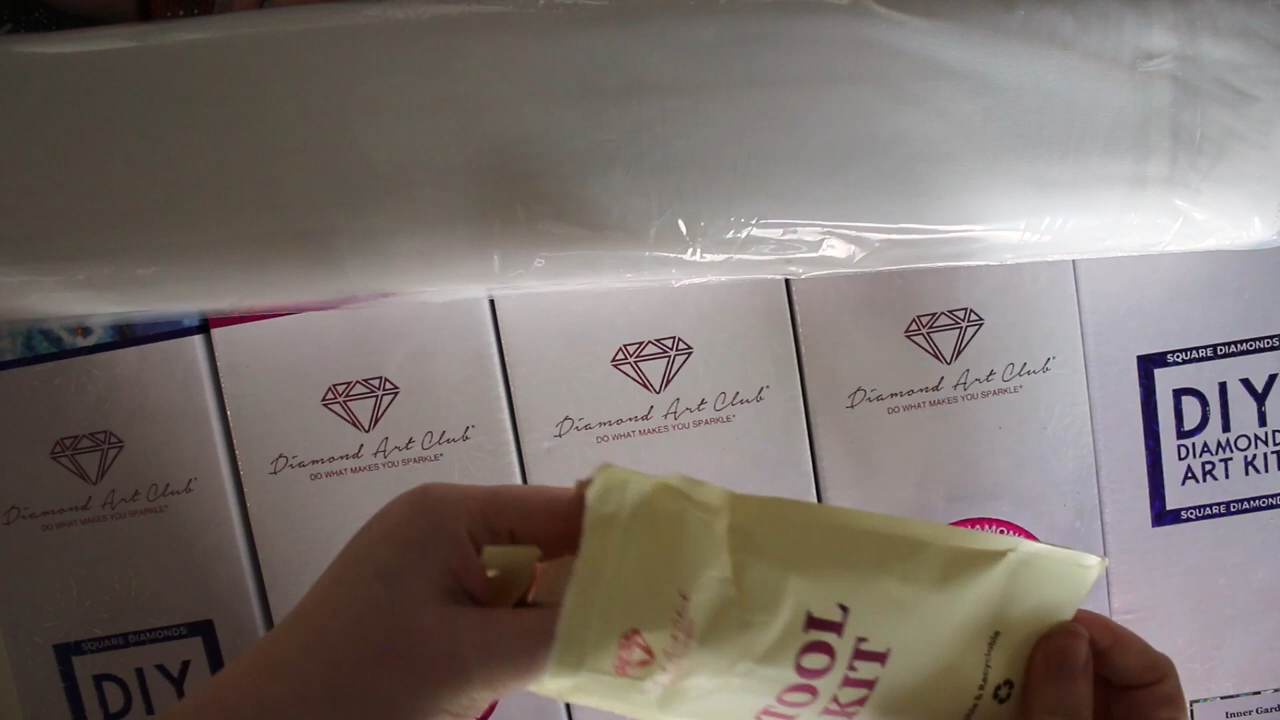 Diamond Art Club®
DO WHAT MAKES YOU SPARKLE®
SQUARE DIAMONDS
DIY
Diamond Art Club®
DO WHAT MAKES YOU SPARKLE®
Diamond Art Club®
DO WHAT MAKES YOU SPARKLE®
Diamond Art Club®
DO WHAT MAKES YOU SPARKLE®
SQUARE DIAMONDS
DIY
DIAMOND
ART KIT
SQUARE DIAMOND
TOOL
KIT
Recyclable
Inner Gard